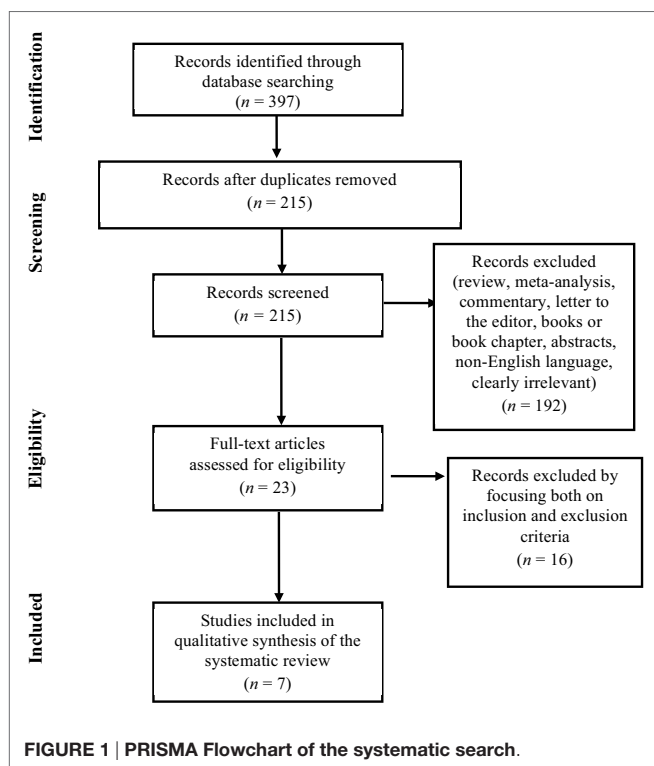 Identification
Records identified through
database searching
(n = 397)
Screening
Records after duplicates removed
(n = 215)
Records screened
(n = 215)
Records excluded
(review, meta-analysis,
commentary, letter to
the editor, books or
book chapter, abstracts,
non-English language,
clearly irrelevant)
(n = 192)
Eligibility
Full-text articles
assessed for eligibility
(n = 23)
Records excluded by
focusing both on
inclusion and exclusion
criteria
(n = 16)
Included
Studies included in
qualitative synthesis of the
systematic review
(n = 7)
FIGURE 1 | PRISMA Flowchart of the systematic search.